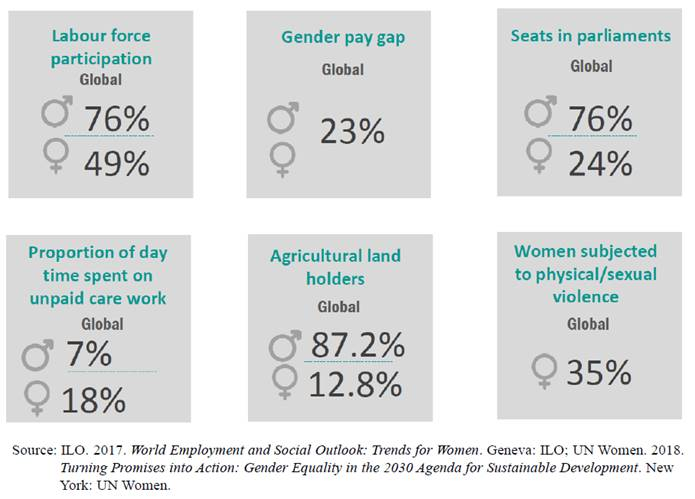 Labour force
participation
Global
76%
49%
Gender pay gap
Global
23%
Seats in parliaments
Global
76%
24%
Proportion of day
time spent on
unpaid care work
Global
7%
18%
Agricultural land
holders
Global
87.2%
12.8%
Women subjected
to physical/sexual
violence
Global
35%
Source: ILO. 2017. World Employment and Social Outlook: Trends for Women. Geneva: ILO; UN Women. 2018.
Turning Promises into Action: Gender Equality in the 2030 Agenda for Sustainable Development. New
York: UN Women.